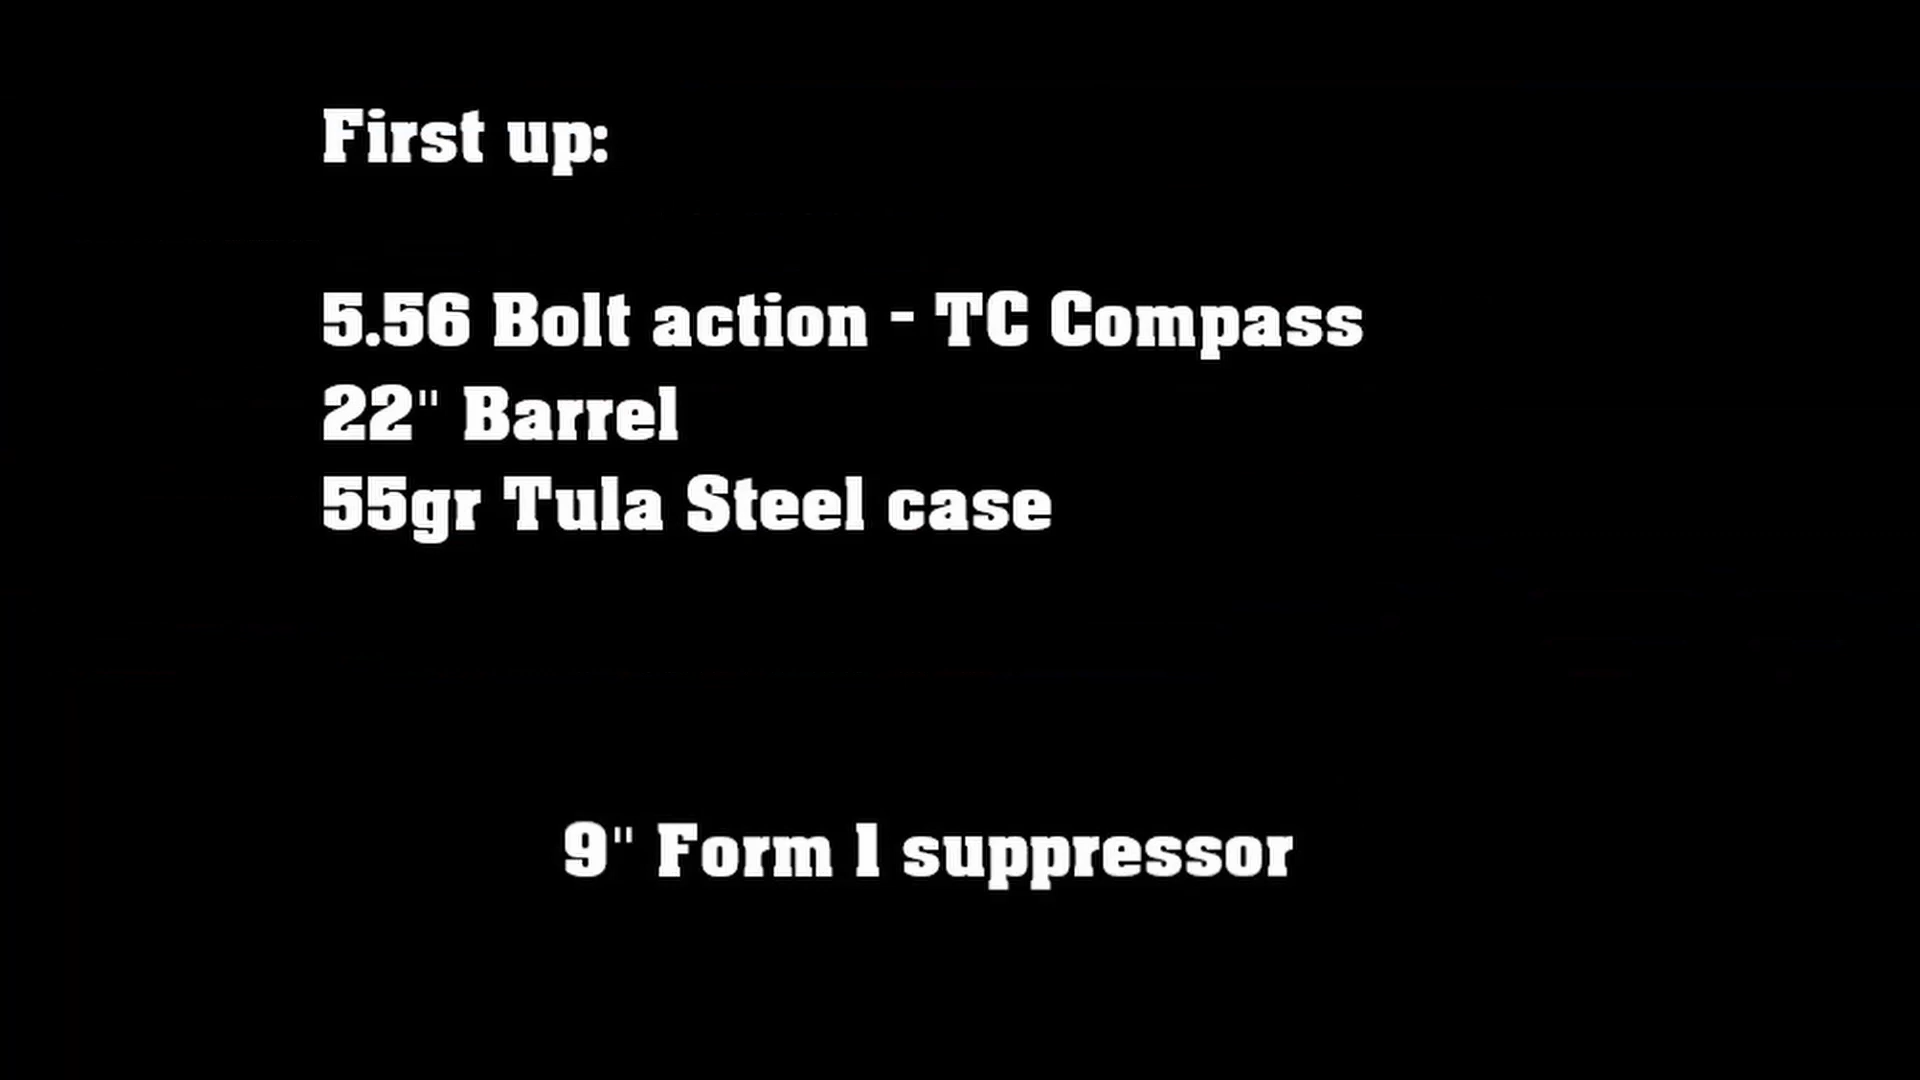 First up:
5.56 Bolt action - TC Compass
22" Barrel
55gr Tula Steel case
9" Form 1 suppressor